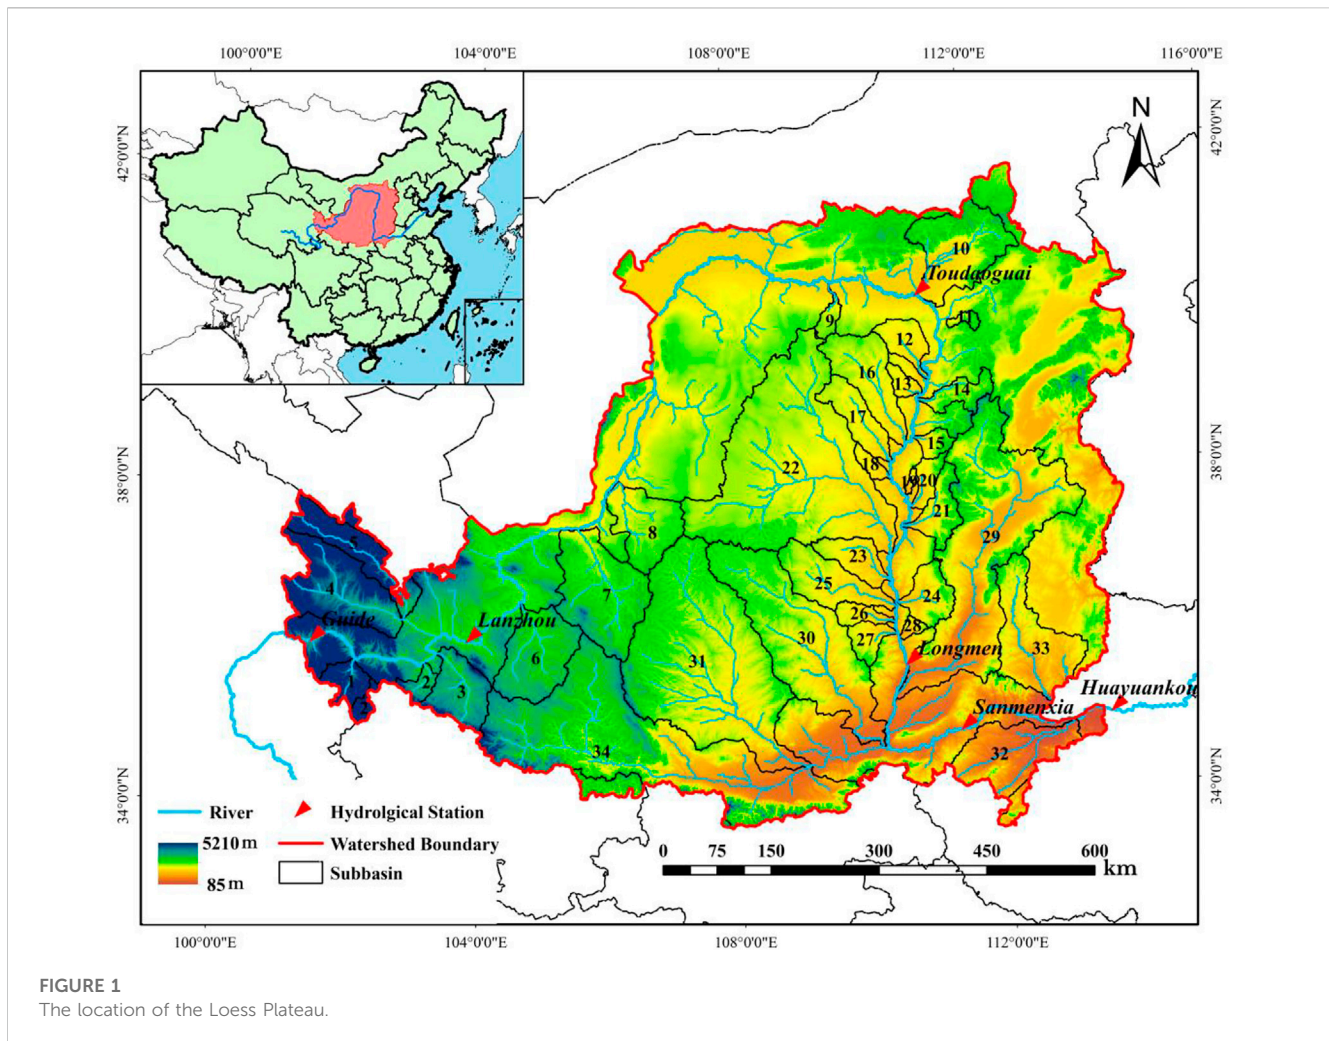 100°0'0"E 104°0'0"E 108°0'0"E 112°0'0"E 116°0'0"E
42°0'0"N
42°0'0"N
N
10
Toudaoguai
9
11
12
16
13
14
17
15
38°0'0"N
38°0'0"N
18
22
19
20
21
8
29
5
23
4
25
7
24
Guide
Lanzhou
26
28
30
27
33
Longmen
6
31
1
2
3
Huayuankou
2
Sanmenxia
34
32
34°0'0"N
34°0'0"N
River
Hydrolgical Station
5210 m
Watershed Boundary
85 m
Subbasin
0 75 150 300 450 600
km
100°0'0"E 104°0'0"E 108°0'0"E 112°0'0"E
FIGURE 1
The location of the Loess Plateau.